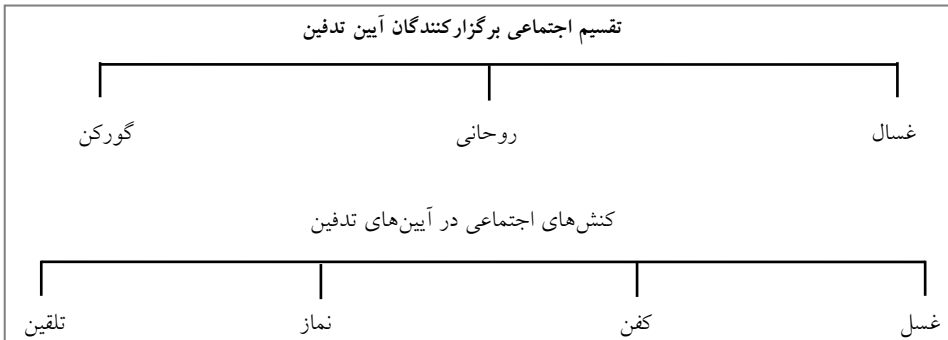 تقسیم اجتماعی برگزارکنندگان آیین تدفین
غسال روحانی گورکن
کنش‌های اجتماعی در آیین‌های تدفین
غسل کفن نماز تلقین